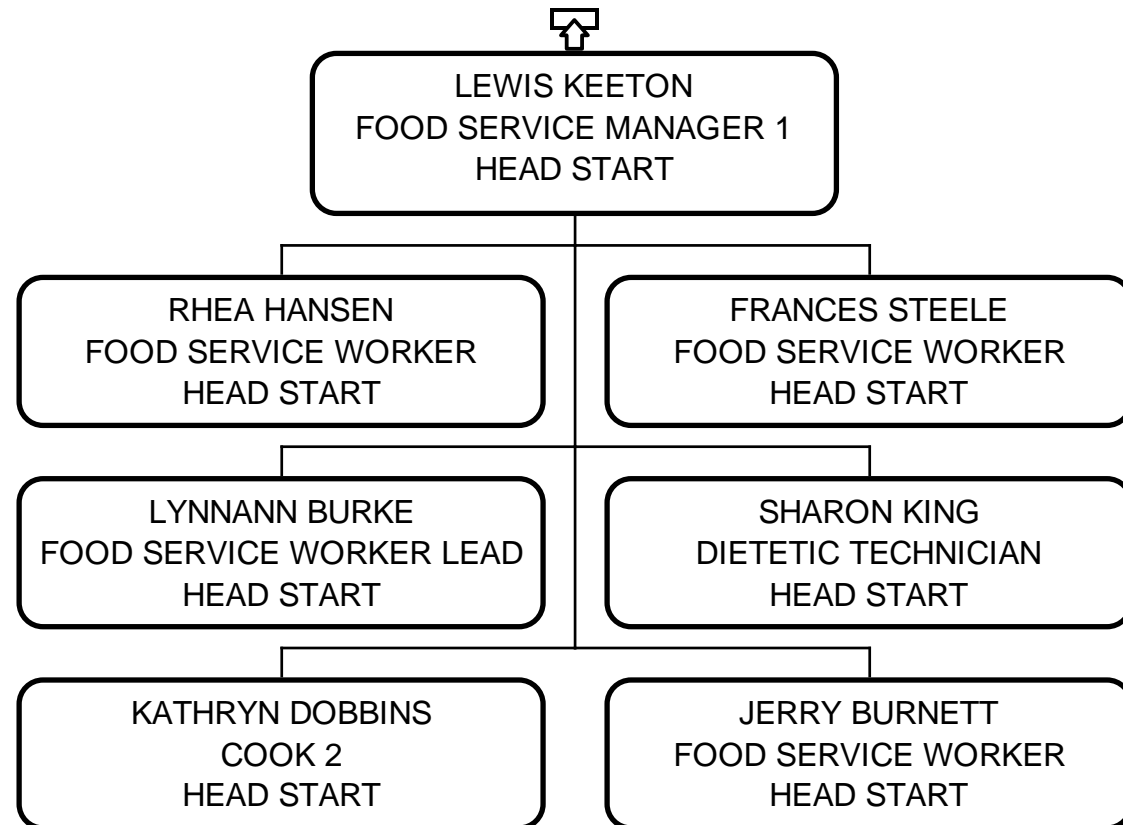 LEWIS KEETON
FOOD SERVICE MANAGER 1
HEAD START
RHEA HANSEN
FOOD SERVICE WORKER
HEAD START
FRANCES STEELE
FOOD SERVICE WORKER
HEAD START
LYNNANN BURKE
FOOD SERVICE WORKER LEAD
HEAD START
SHARON KING
DIETETIC TECHNICIAN
HEAD START
KATHRYN DOBBINS
COOK 2
HEAD START
JERRY BURNETT
FOOD SERVICE WORKER
HEAD START